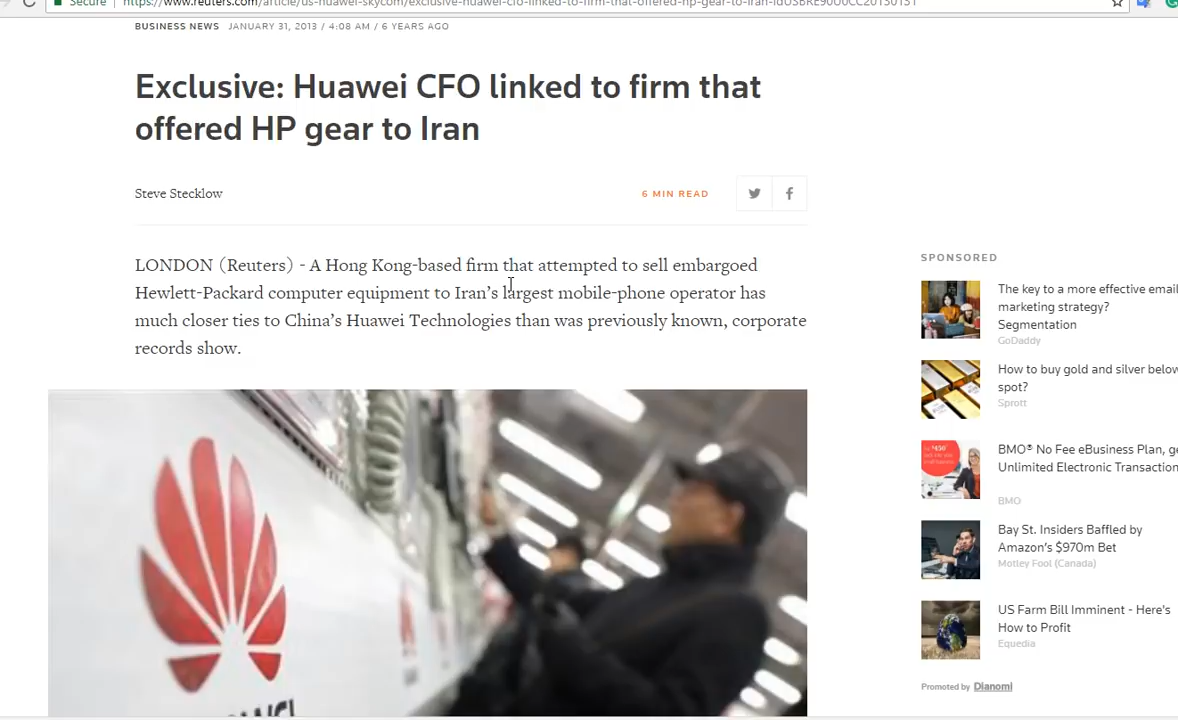 Secure https://www.reuters.com/article/us-huawei-skycom/exclusive-huawei-cfo-linked-to-firm-that-offered-hp-gear-to-iran-idUSBRE90U0CC20130131
BUSINESS NEWS JANUARY 31, 2013 / 4:08 AM / 6 YEARS AGO
Exclusive: Huawei CFO linked to firm that
offered HP gear to Iran
Steve Stecklow
6 MIN READ
LONDON (Reuters) - A Hong Kong-based firm that attempted to sell embargoed
Hewlett-Packard computer equipment to Iran’s largest mobile-phone operator has
much closer ties to China’s Huawei Technologies than was previously known, corporate
records show.
SPONSORED
The key to a more effective email
marketing strategy?
Segmentation
GoDaddy
How to buy gold and silver below
spot?
Sprott
BMO® No Fee eBusiness Plan, ge
Unlimited Electronic Transaction
BMO
Bay St. Insiders Baffled by
Amazon’s $970m Bet
Motley Fool (Canada)
US Farm Bill Imminent - Here’s
How to Profit
Equedia
Promoted by Dianomi